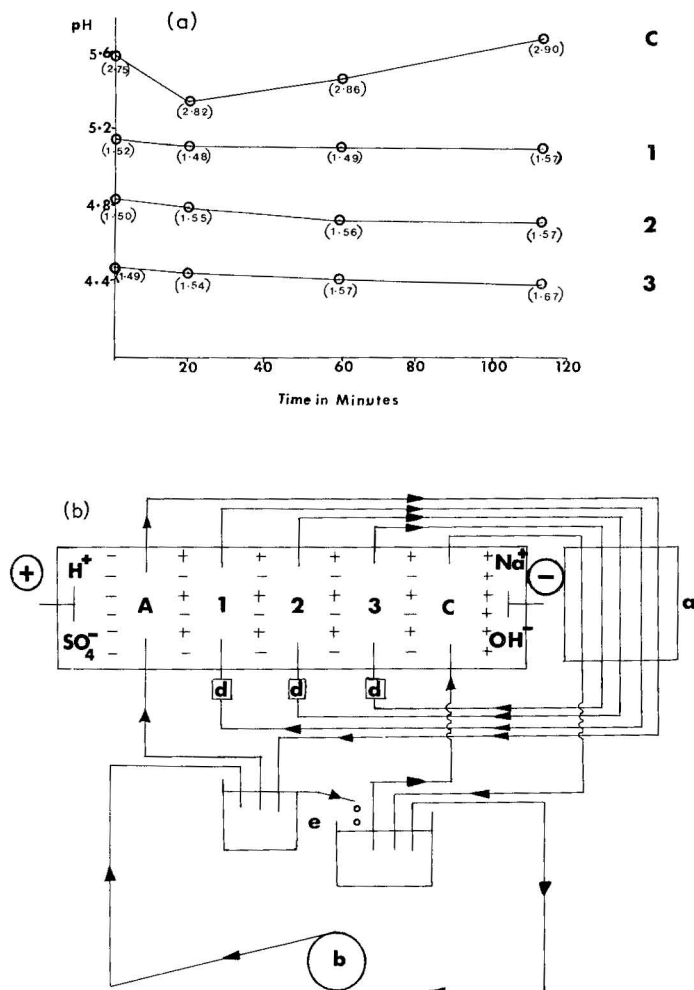 pH (a)
C
5·6
(2·75)
(2·82)
(2·86)
(2·90)
5·2
(1·52)
(1·48)
(1·49)
(1·57)
1
4·8
(1·50)
(1·55)
(1·56)
(1·57)
2
4·4
(1·49)
(1·54)
(1·57)
(1·67)
3
20 40 60 80 100 120
Time in Minutes
(b)
+ H⁺ − + + + + + Na⁺ −
− + − + − + − + − +
− + − + − + − + − +
A 1 2 3 C a
− + − + − + − + − +
SO₄⁻ − + − + − + − + − + OH⁻
− + − + − + − + − +
d d d
e
b